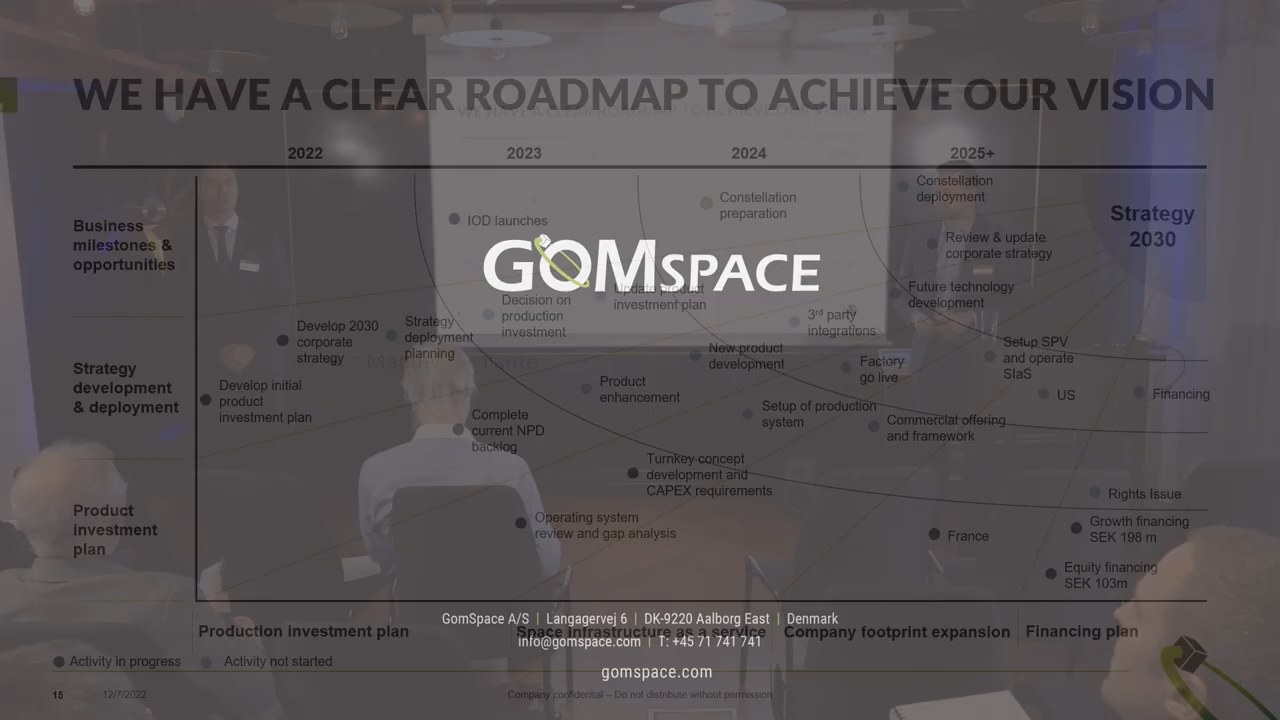 WE HAVE A CLEAR ROADMAP TO ACHIEVE OUR VISION
WE HAVE A CLEAR ROADMAP TO ACHIEVE OUR VISION
2022
2023
2024
2025+
Business
milestones &
opportunities
Strategy
development
& deployment
Product
investment
plan
IOD launches
Constellation
preparation
Constellation
deployment
Review & update
corporate strategy
Strategy
2030
GOMSPACE
Decision on
production
investment
Update product
investment plan
Future technology
development
3rd party
integrations
Develop 2030
corporate
strategy
Strategy
deployment
planning
New product
development
Factory
go live
Setup SPV
and operate
SIaS
US
Financing
Develop initial
product
investment plan
Product
enhancement
Setup of production
system
Commercial offering
and framework
Complete
current NPD
backlog
Turnkey concept
development and
CAPEX requirements
Rights Issue
Operating system
review and gap analysis
France
Growth financing
SEK 198 m
Equity financing
SEK 103m
GomSpace A/S | Langagervej 6 | DK-9220 Aalborg East | Denmark
Production investment plan
Space infrastructure as a service
Company footprint expansion
Financing plan
info@gomspace.com | T: +45 71 741 741
Activity in progress
Activity not started
gomspace.com
15
12/7/2022
Company confidential – Do not distribute without permission